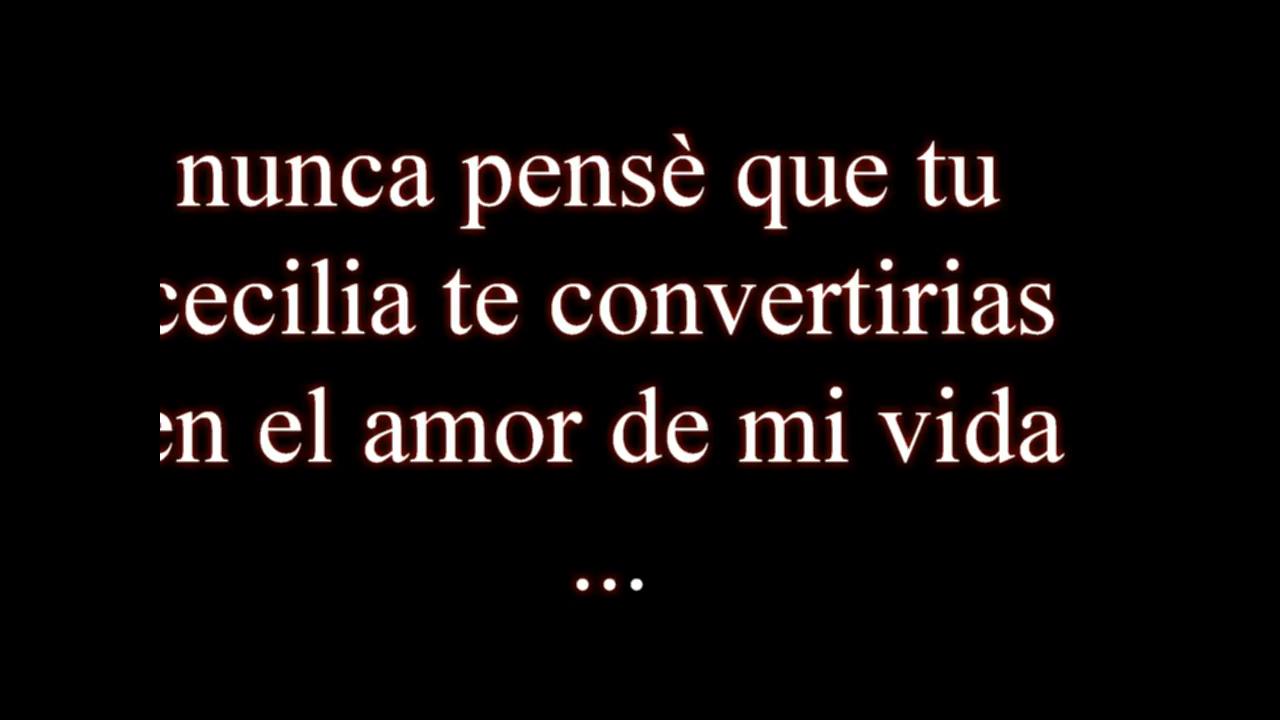 nunca pensè que tu
cecilia te convertirias
en el amor de mi vida
...